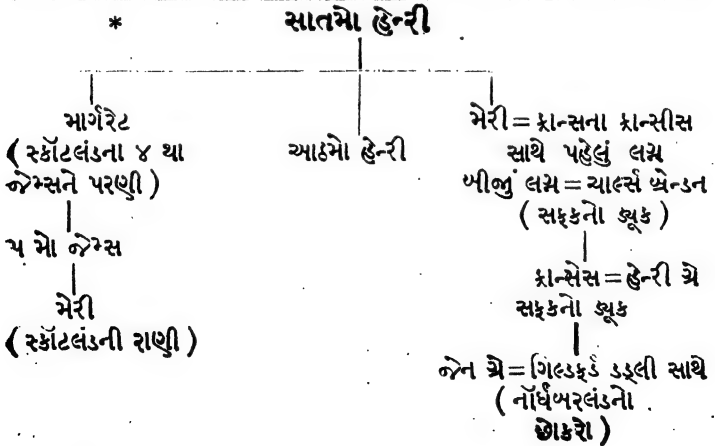 * સાતમો હેન્રી
માર્ગરેટ
( સ્કૉટલંડના ૪ થા
જેમ્સને પરણી )
૫ મો જેમ્સ
મેરી
( સ્કૉટલંડની રાણી )
આઠમો હેન્રી
મેરી = ફ્રાન્સના ફ્રાન્સીસ
સાથે પહેલું લગ્ન
બીજું લગ્ન = ચાર્લ્સ બ્રેન્ડન
( સફકનો ડ્યૂક )
ફ્રાન્સેસ = હેન્રી ગ્રે
સફકનો ડ્યૂક
જેન ગ્રે = ગિલ્ડફર્ડ ડડ્લી સાથે
( નૉર્ધંબરલંડનો
છોકરો )